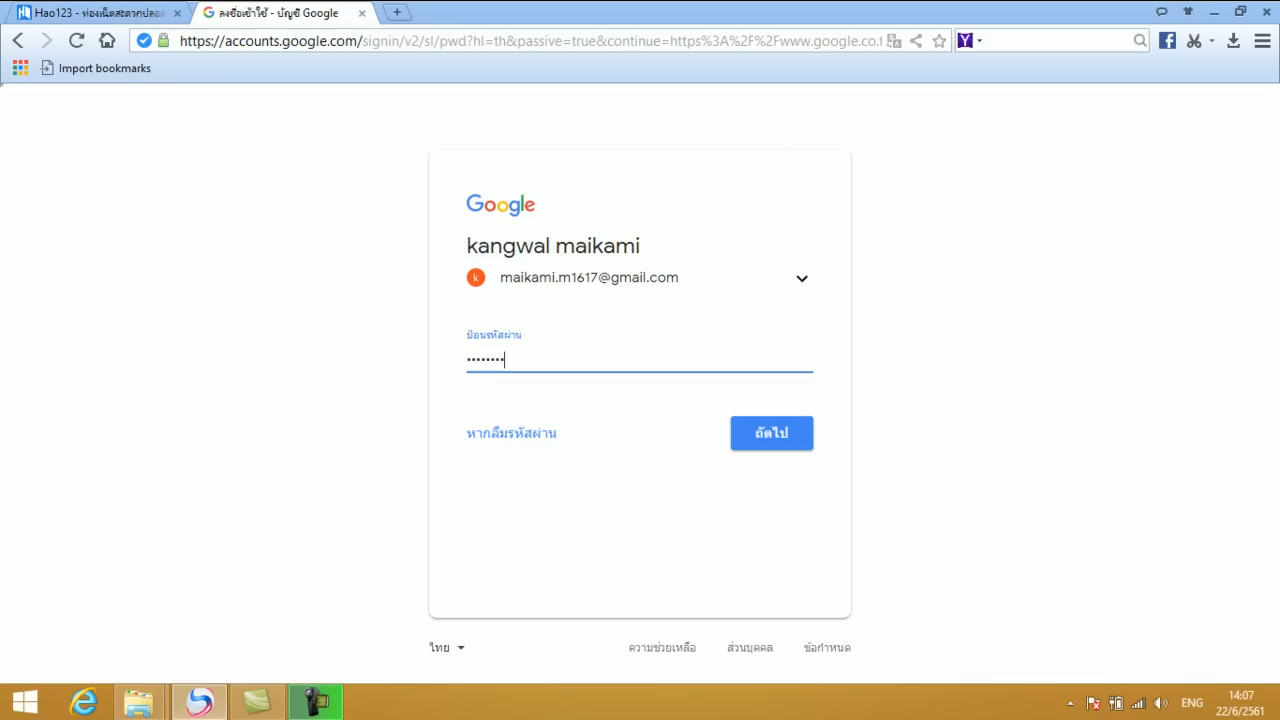 Hao123 - ท่องเน็ตสะดวกปลอด
ลงชื่อเข้าใช้ - บัญชี Google
https://accounts.google.com/signin/v2/sl/pwd?hl=th&passive=true&continue=https%3A%2F%2Fwww.google.co.t
Import bookmarks
Google
kangwal maikami
k maikami.m1617@gmail.com
ป้อนรหัสผ่าน
••••••••
หากลืมรหัสผ่าน
ถัดไป
ไทย
ความช่วยเหลือ ส่วนบุคคล ข้อกำหนด
ENG
14:07
22/6/2561